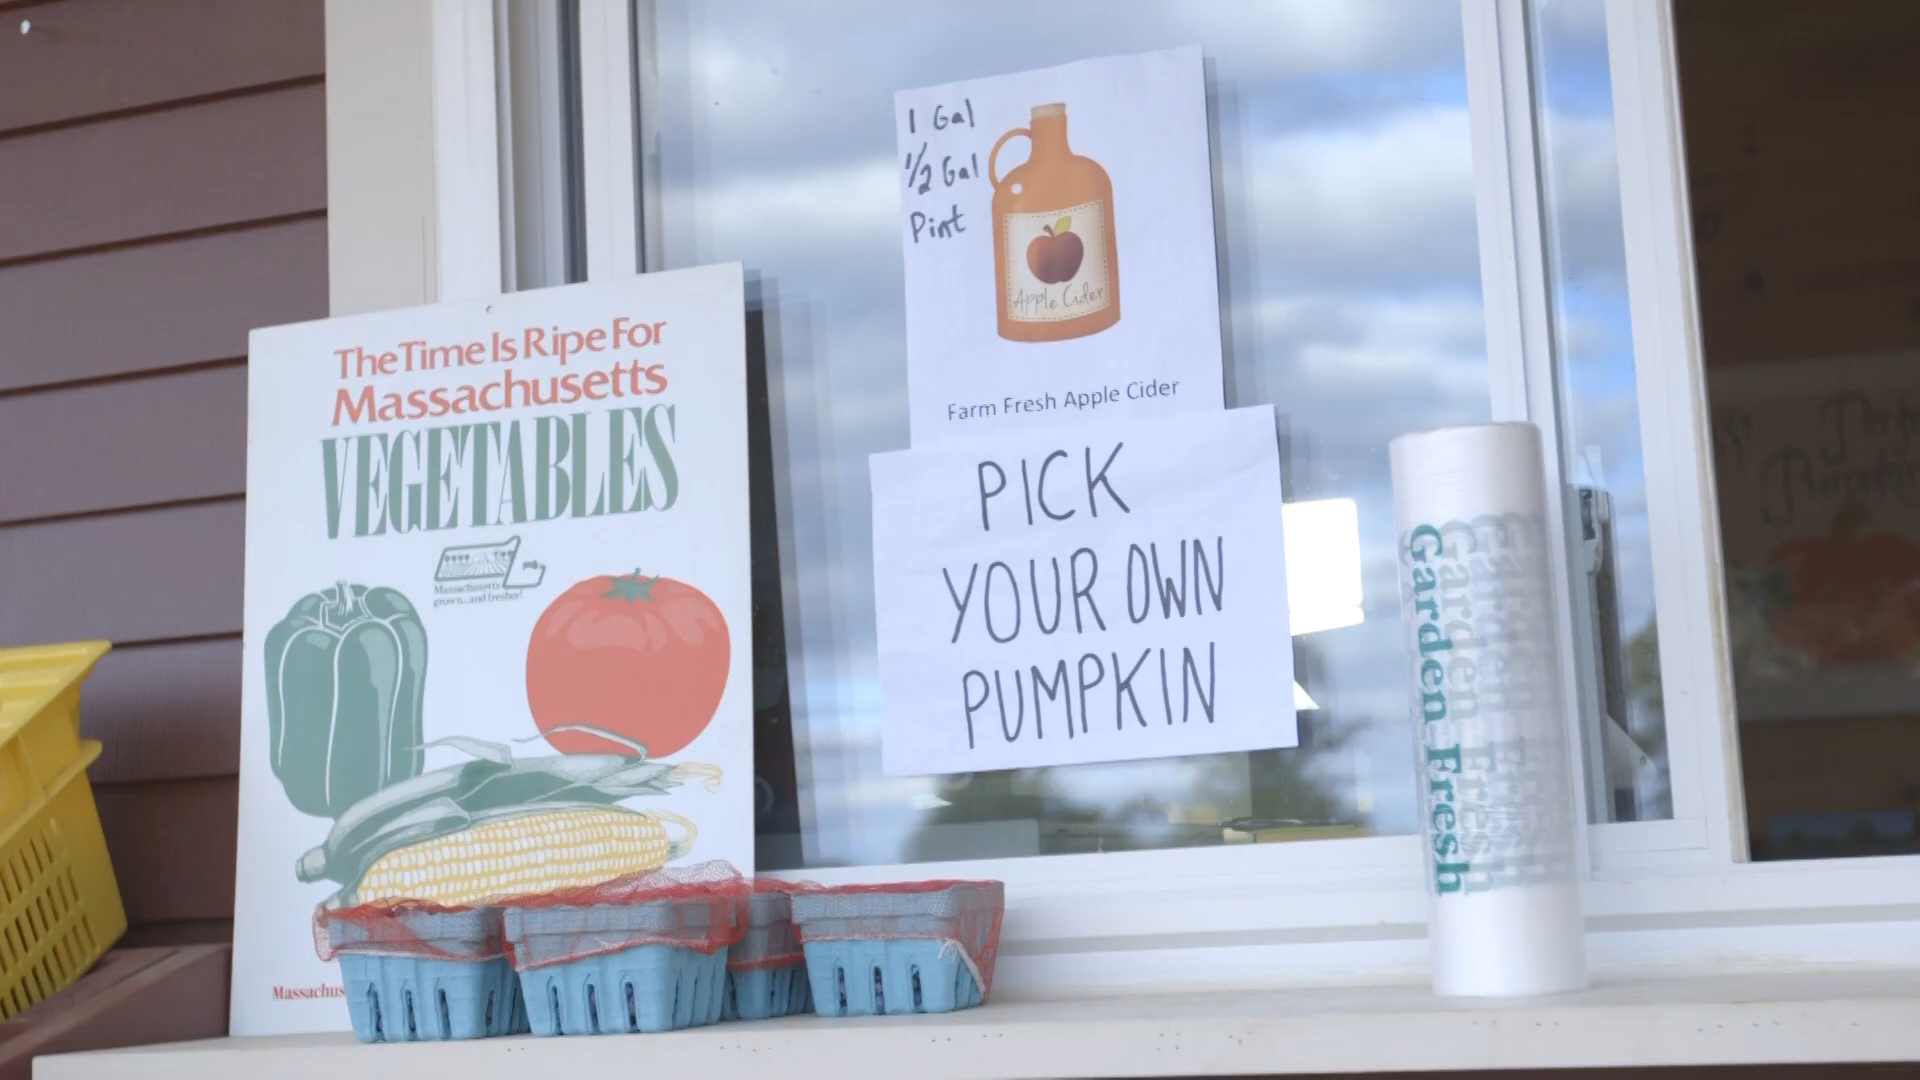 The Time Is Ripe For
Massachusetts
VEGETABLES
Massachusetts
grown...and fresher!
1 Gal
1/2 Gal
Pint
Apple Cider
Farm Fresh Apple Cider
PICK
YOUR OWN
PUMPKIN
Garden Fresh